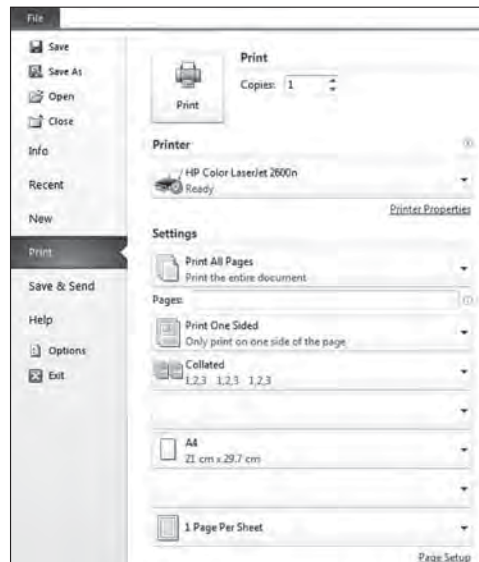 File
Save
Save As
Open
Close
Info
Recent
New
Print
Save & Send
Help
Options
Exit
Print
Print
Copies: 1
Printer
HP Color LaserJet 2600n
Ready
Printer Properties
Settings
Print All Pages
Print the entire document
Pages:
Print One Sided
Only print on one side of the page
Collated
1,2,3 1,2,3 1,2,3
A4
21 cm x 29.7 cm
1 Page Per Sheet
Page Setup